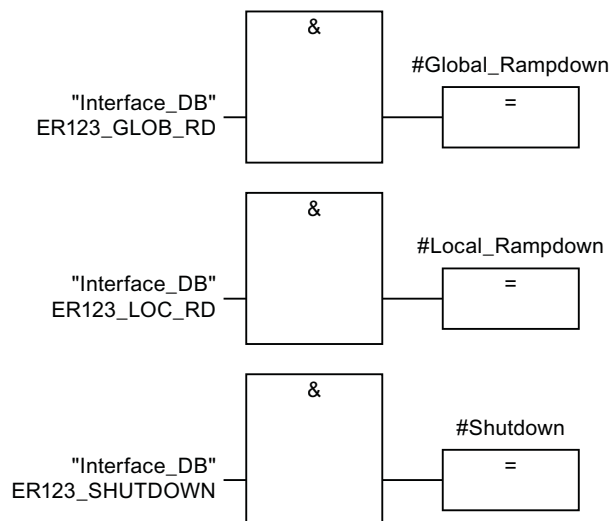 &
#Global_Rampdown
"Interface_DB"
ER123_GLOB_RD
=
&
#Local_Rampdown
"Interface_DB"
ER123_LOC_RD
=
&
#Shutdown
"Interface_DB"
ER123_SHUTDOWN
=